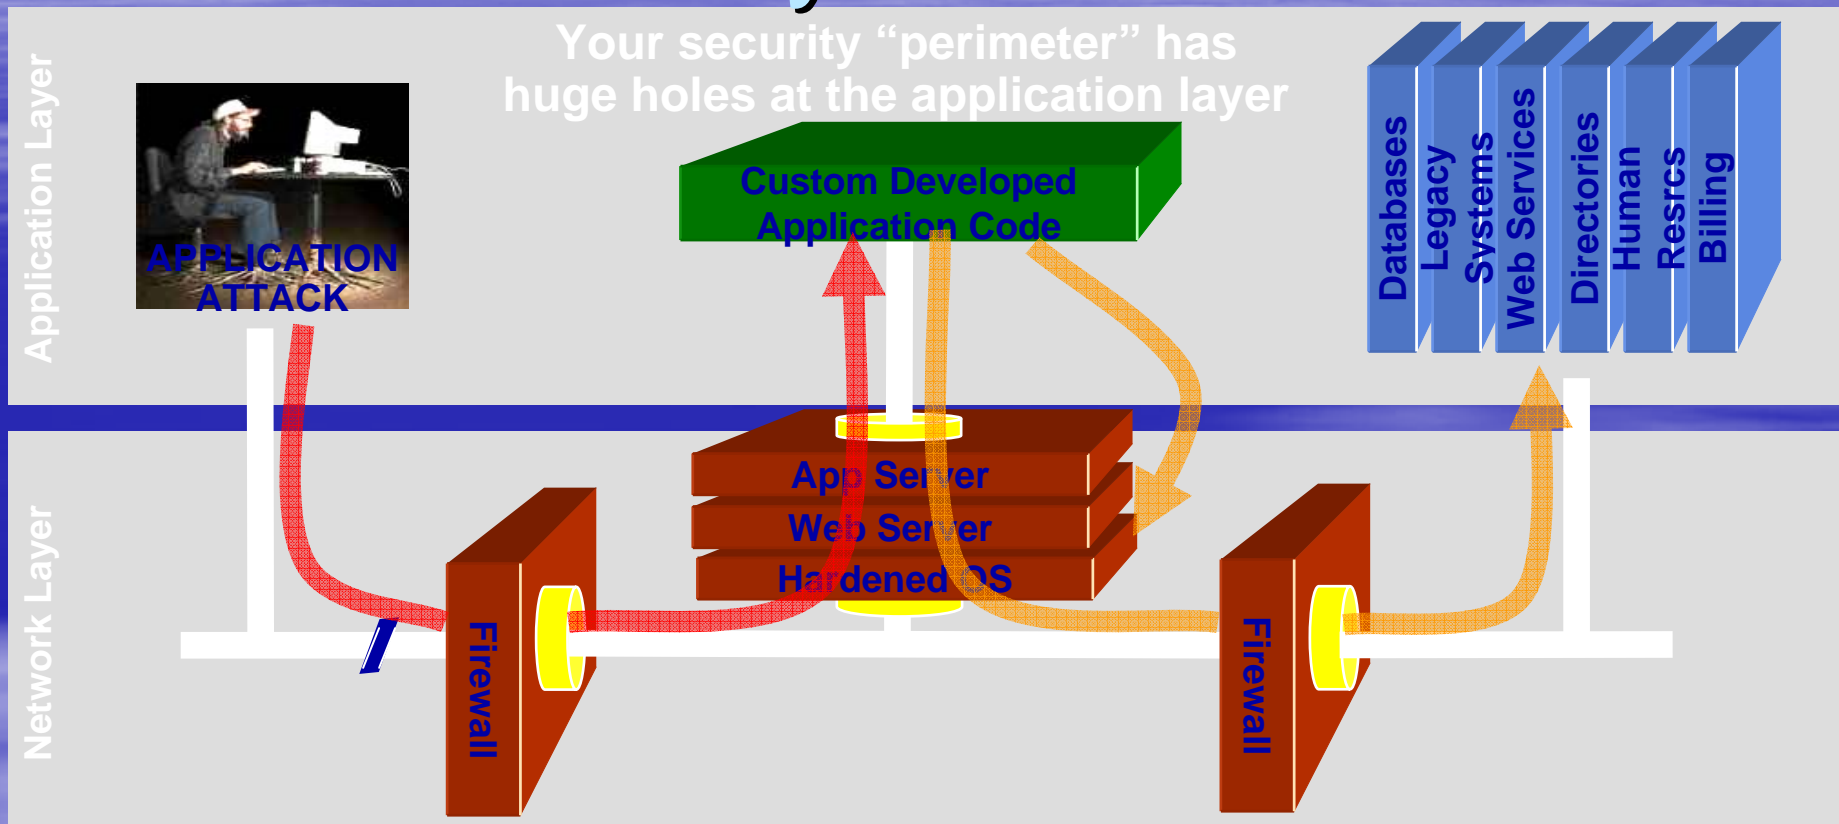 Your security “perimeter” has
huge holes at the application layer
Application Layer
APPLICATION
ATTACK
Custom Developed
Application Code
Databases
Legacy
Systems
Web Services
Directories
Human
Resrcs
Billing
Network Layer
App Server
Web Server
Hardened OS
Firewall
Firewall